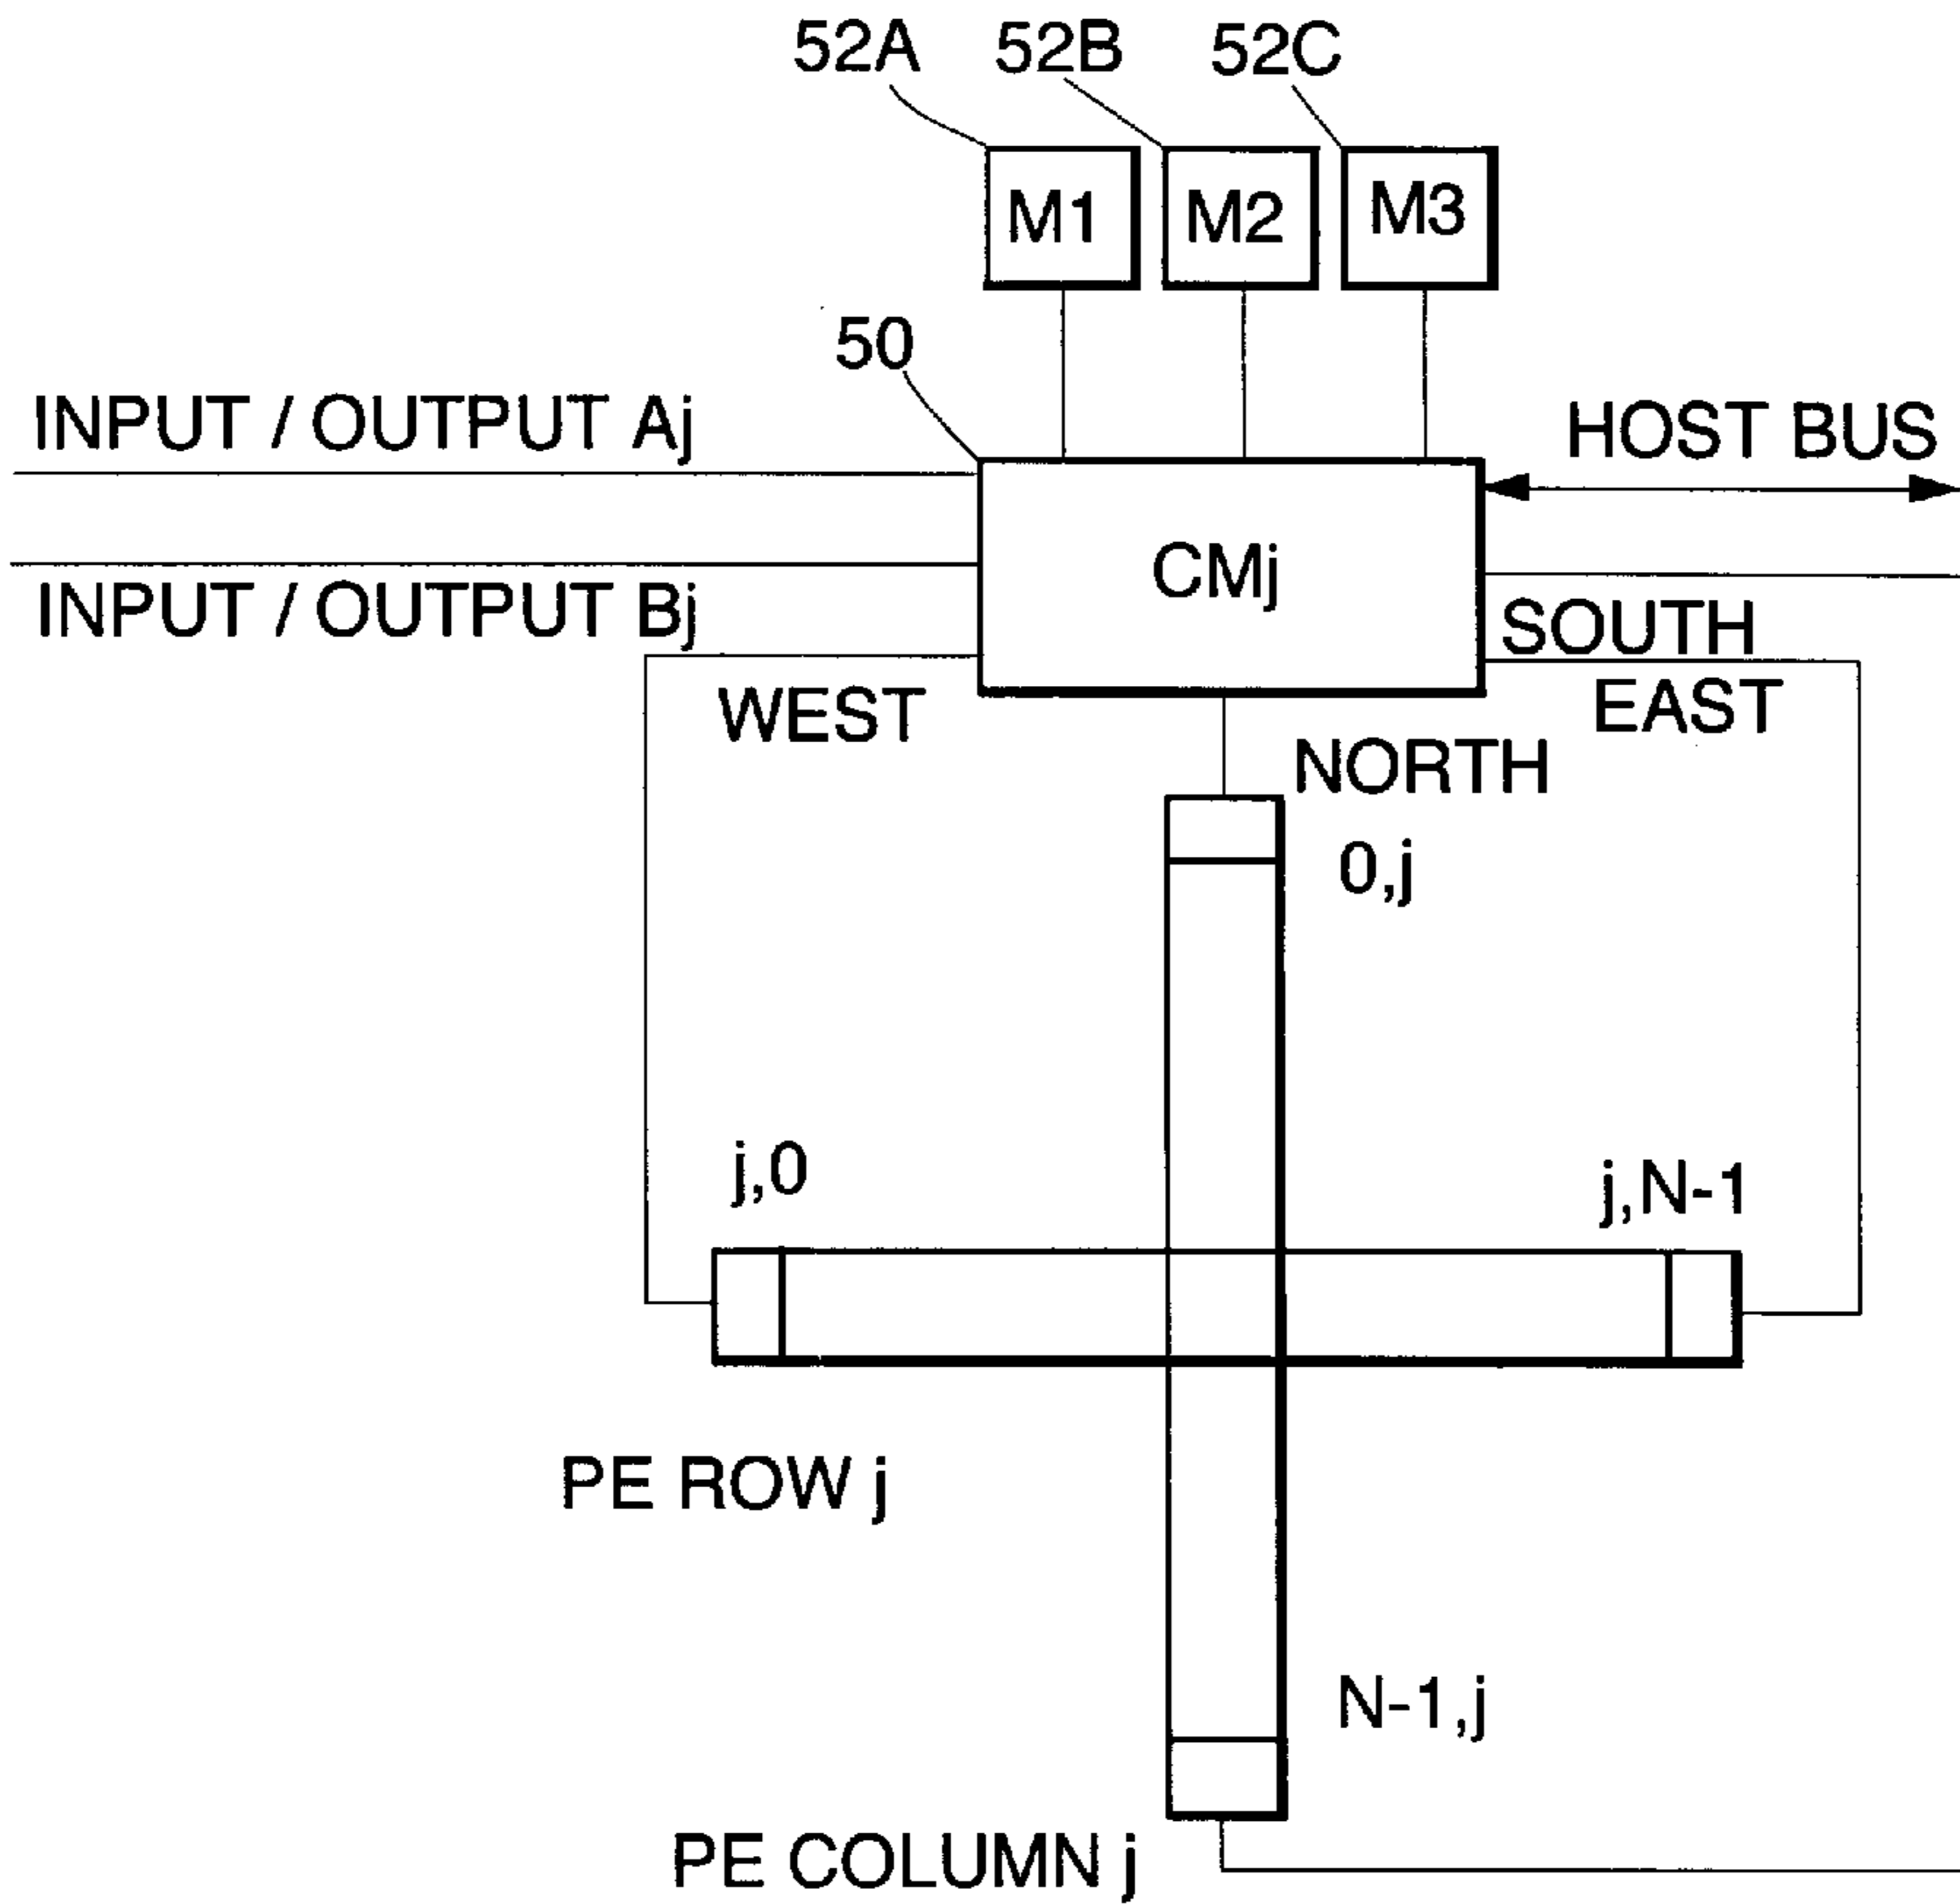 52A 52B 52C
M1 M2 M3
50
INPUT / OUTPUT Aj
HOST BUS
CMj
INPUT / OUTPUT Bj
SOUTH
WEST
EAST
NORTH
0,j
j,0
j,N-1
PE ROW j
N-1,j
PE COLUMN j